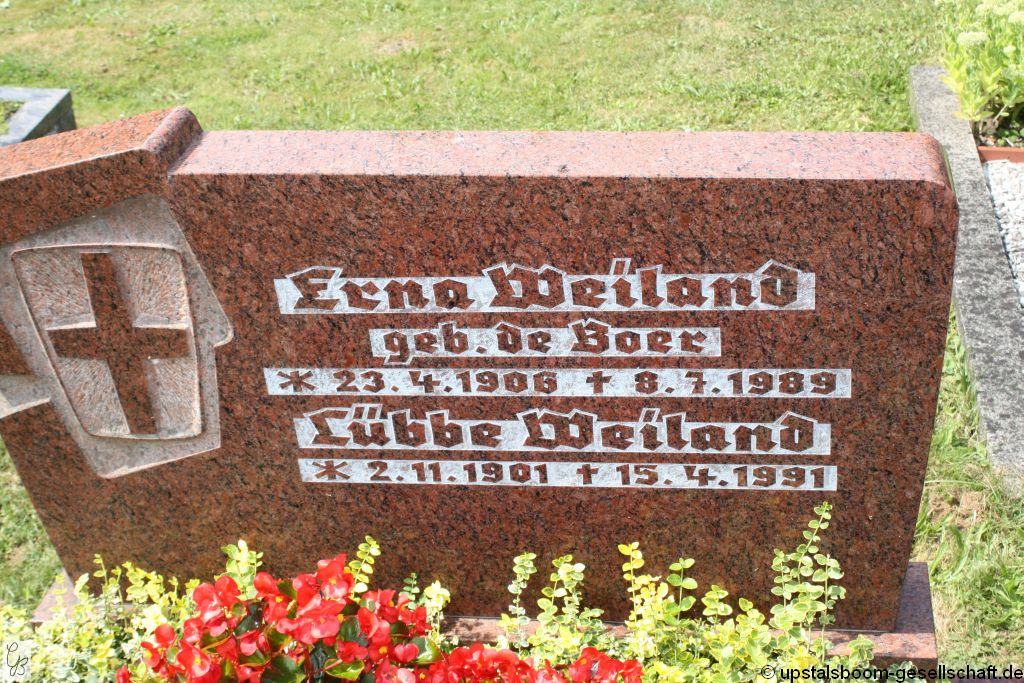 Erna Weiland
geb. de Boer
* 23.4.1906 † 8.7.1989
Lübbe Weiland
* 2.11.1901 † 15.4.1991
© upstalsboom-gesellschaft.de